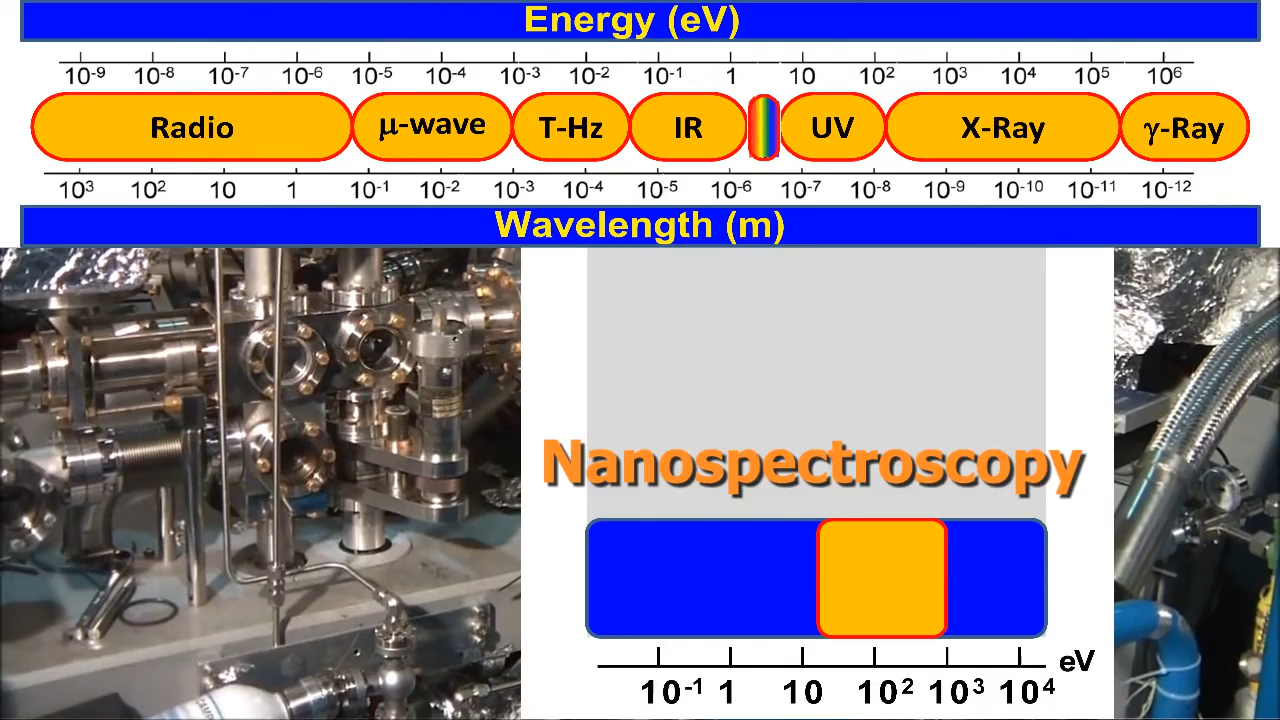 Energy (eV)
10⁻⁹ 10⁻⁸ 10⁻⁷ 10⁻⁶ 10⁻⁵ 10⁻⁴ 10⁻³ 10⁻² 10⁻¹ 1 10 10² 10³ 10⁴ 10⁵ 10⁶
Radio μ-wave T-Hz IR UV X-Ray γ-Ray
10³ 10² 10 1 10⁻¹ 10⁻² 10⁻³ 10⁻⁴ 10⁻⁵ 10⁻⁶ 10⁻⁷ 10⁻⁸ 10⁻⁹ 10⁻¹⁰ 10⁻¹¹ 10⁻¹²
Wavelength (m)
Nanospectroscopy
eV
10⁻¹ 1 10 10² 10³ 10⁴